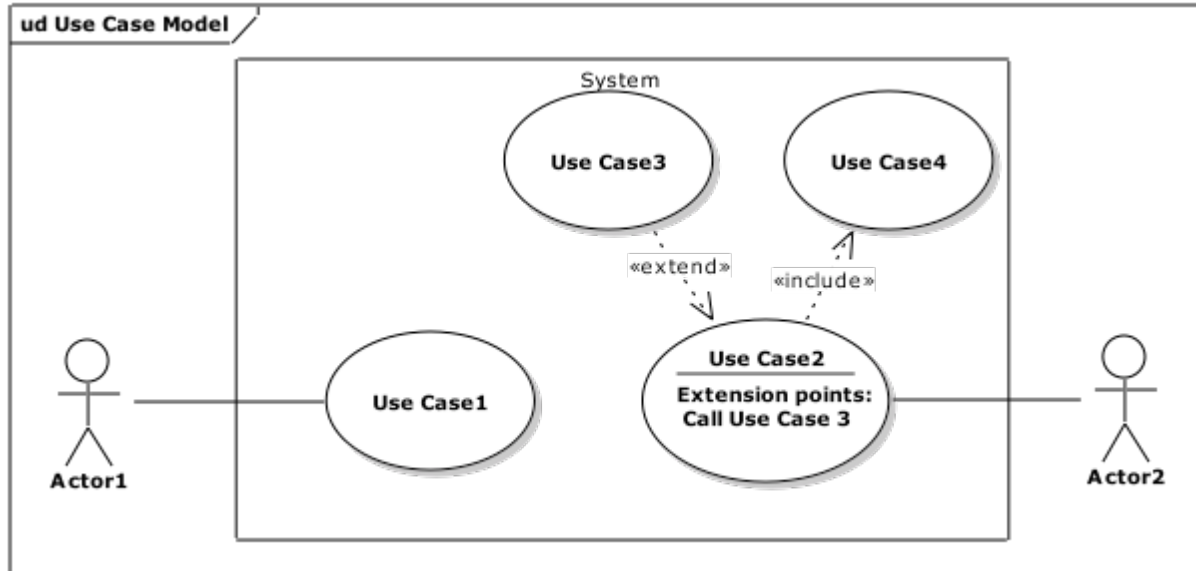 ud Use Case Model
System
Use Case3
Use Case4
«extend»
«include»
Use Case2
Extension points:
Call Use Case 3
Use Case1
Actor1
Actor2